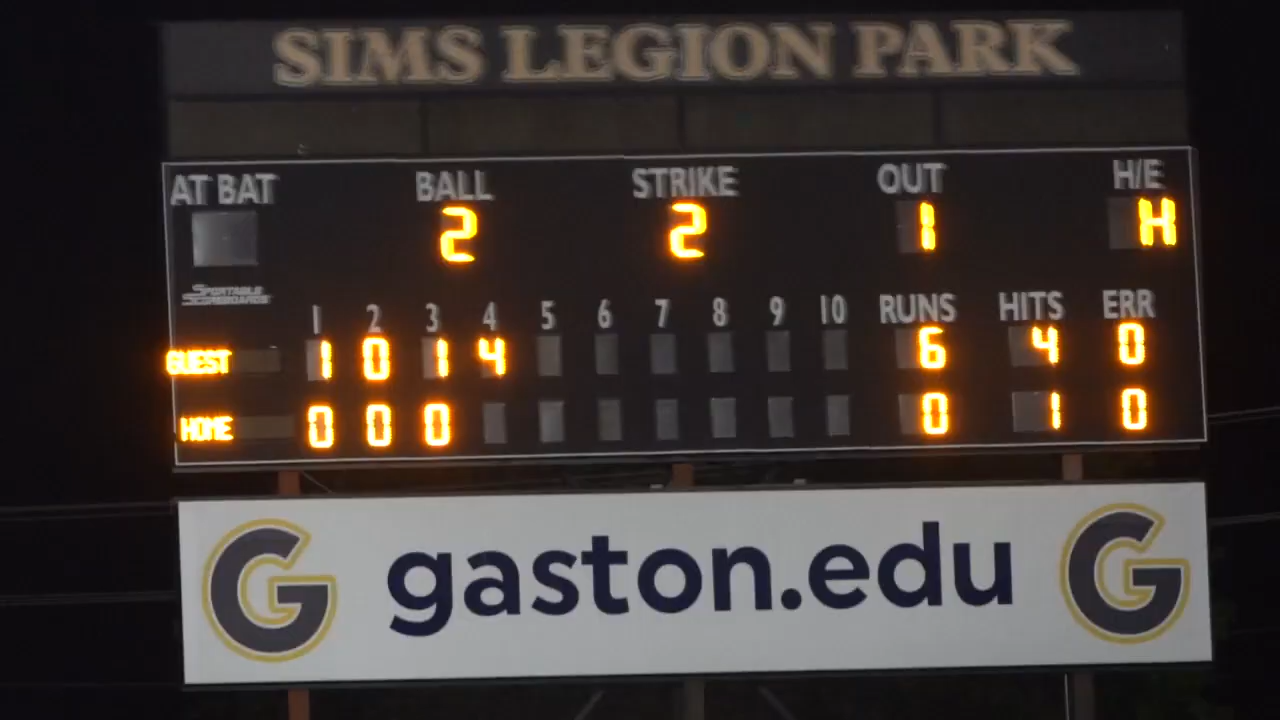 SIMS LEGION PARK
AT BAT BALL STRIKE OUT H/E
2 2 1 H
SPORTABLE SCOREBOARDS
1 2 3 4 5 6 7 8 9 10 RUNS HITS ERR
GUEST 1 0 1 4 6 4 0
HOME 0 0 0 0 1 0
G gaston.edu G